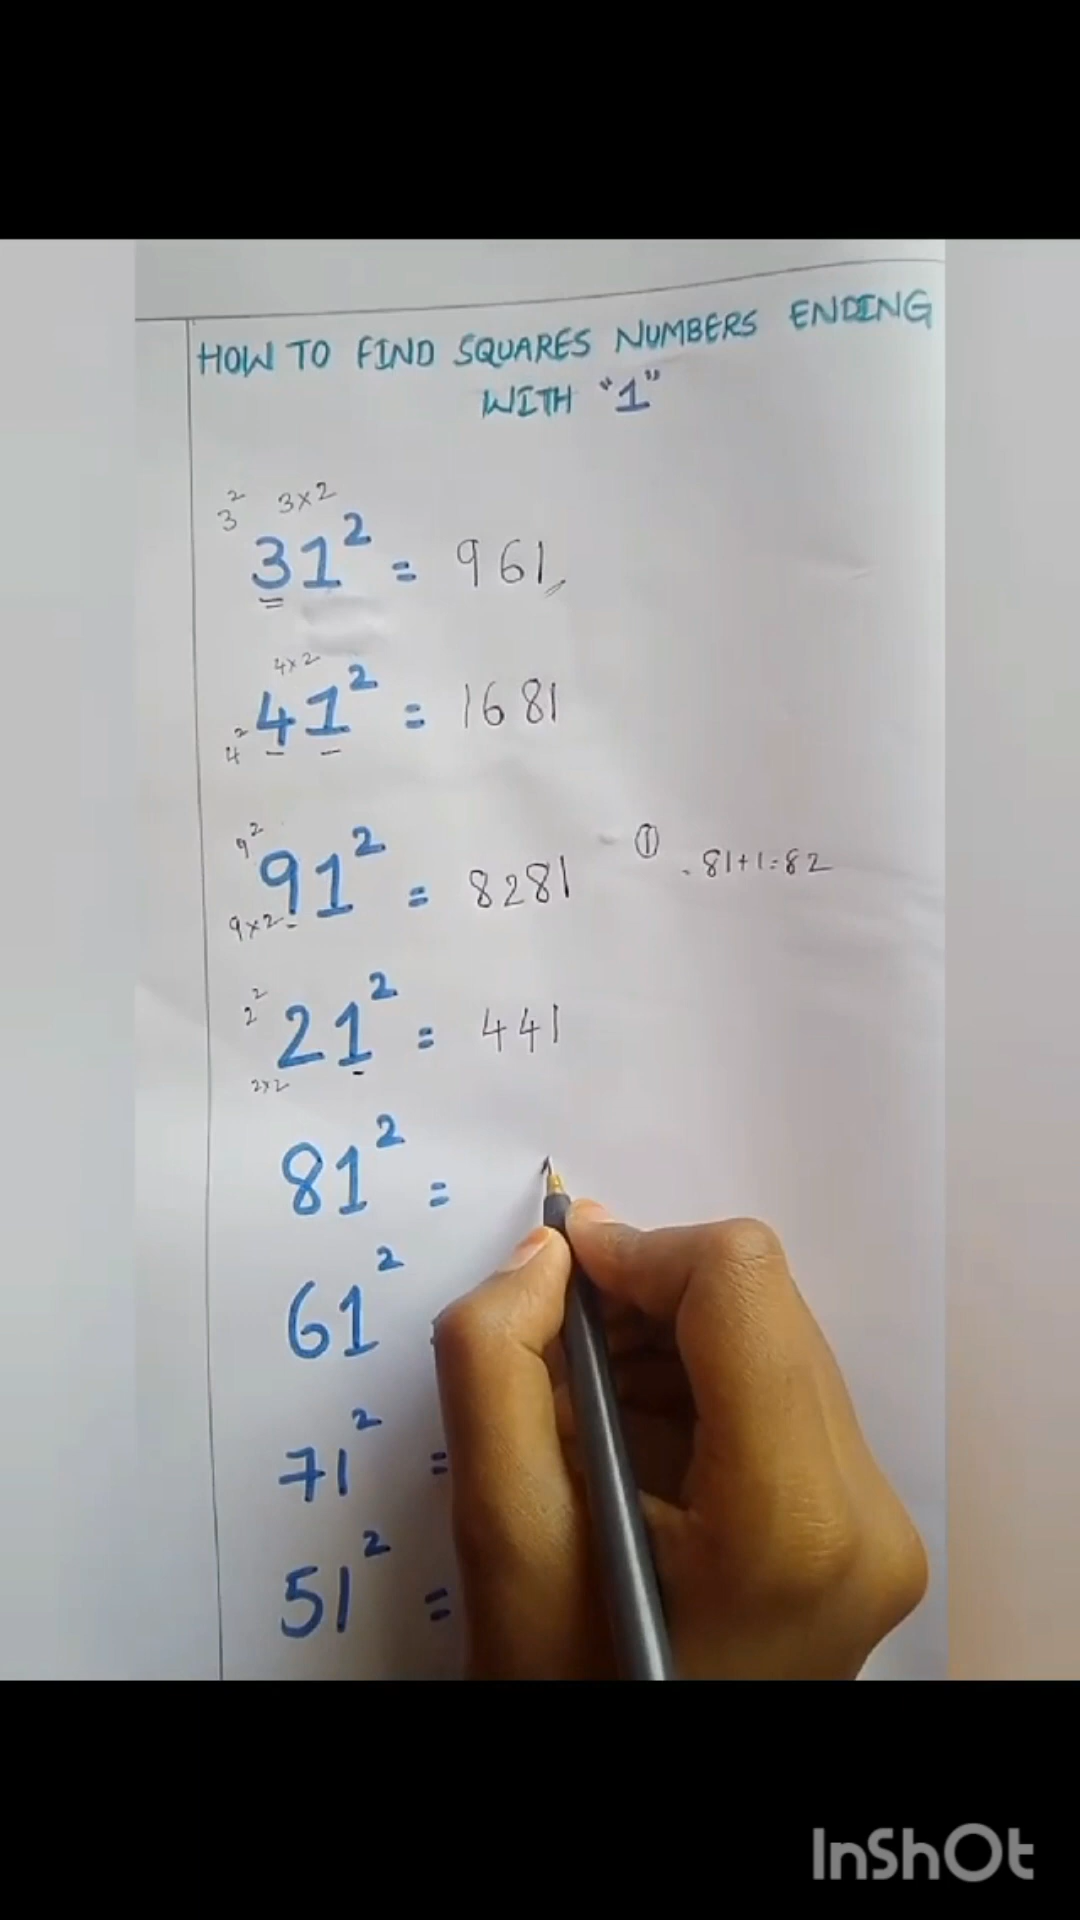 HOW TO FIND SQUARES NUMBERS ENDING
WITH "1"
3² 3×2
31² = 961
4×2
4² 41² = 1681
9² 91² = 8281 ① 81+1=82
9×2
2² 21² = 441
2×2
81² =
61²
71² =
51² =
InShOt